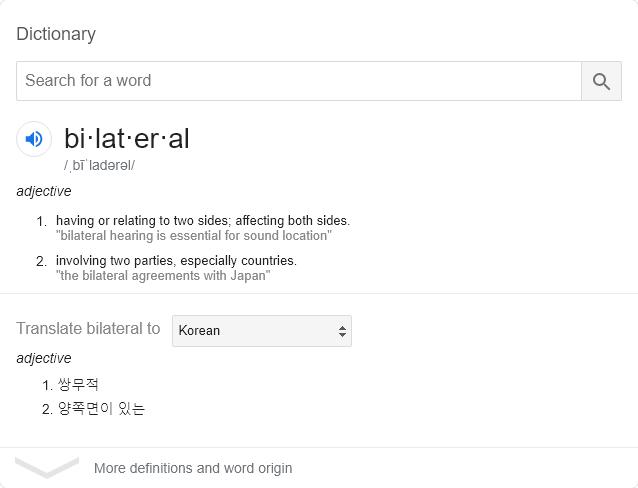 Dictionary
Search for a word
bi·lat·er·al
/ˌbīˈladərəl/
adjective
1. having or relating to two sides; affecting both sides.
"bilateral hearing is essential for sound location"
2. involving two parties, especially countries.
"the bilateral agreements with Japan"
Translate bilateral to Korean
adjective
1. 쌍무적
2. 양쪽면이 있는
More definitions and word origin